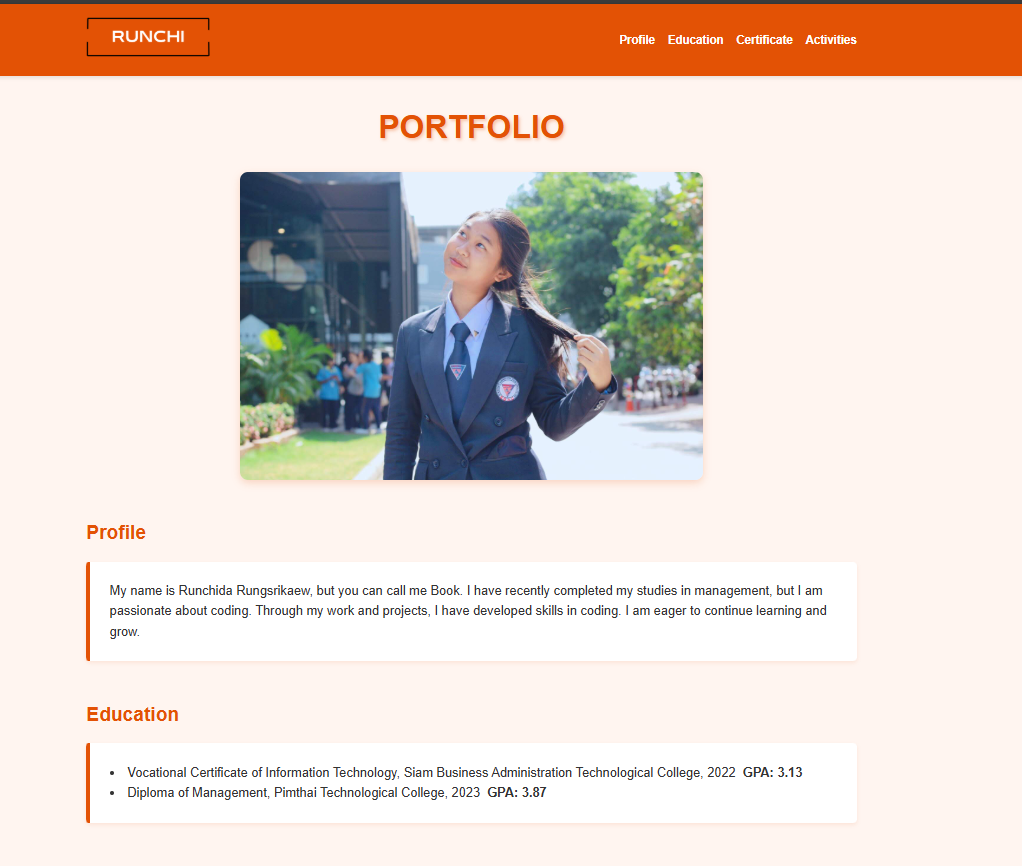 RUNCHI
Profile Education Certificate Activities
PORTFOLIO
Profile
My name is Runchida Rungsrikaew, but you can call me Book. I have recently completed my studies in management, but I am
passionate about coding. Through my work and projects, I have developed skills in coding. I am eager to continue learning and
grow.
Education
• Vocational Certificate of Information Technology, Siam Business Administration Technological College, 2022 GPA: 3.13
• Diploma of Management, Pimthai Technological College, 2023 GPA: 3.87